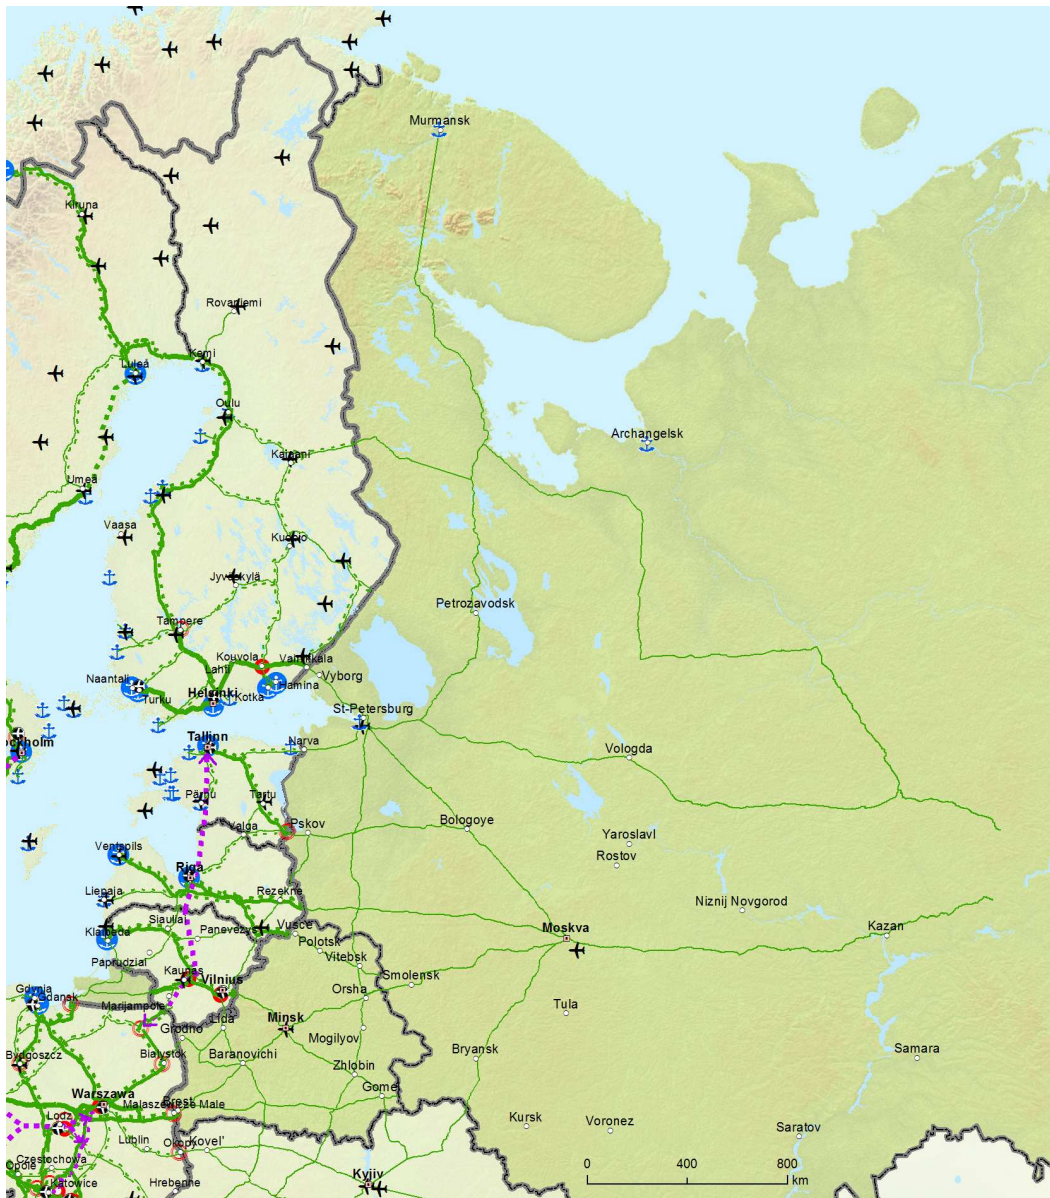 Murmansk
Kiruna
Rovaniemi
Kemi
Luleå
Oulu
Archangelsk
Kajaani
Umeå
Vaasa
Kuopio
Jyväskylä
Petrozavodsk
Tampere
Kouvola
Vainikkala
Lahti
Vyborg
Naantali
Hamina
Turku
Helsinki
Kotka
St-Petersburg
Tallinn
Narva
Vologda
Pärnu
Tartu
Valga
Pskov
Bologoye
Yaroslavl
Ventspils
Rostov
Riga
Liepaja
Rezekne
Niznij Novgorod
Siauliai
Klaipeda
Panevezys
Vusce
Moskva
Kazan
Polotsk
Paprudziai
Vitebsk
Kaunas
Vilnius
Smolensk
Gdynia
Gdansk
Orsha
Marijampole
Tula
Lida
Minsk
Grodno
Mogilyov
Bydgoszcz
Bialystok
Baranovichi
Bryansk
Samara
Zhlobin
Gomel
Warszawa
Brest
Malaszewicze Male
Lodz
Kursk
Voronez
Saratov
Lublin
Okopy
Kovel'
Czestochowa
Opole
Kyiv
Katowice
Hrebenne
0 400 800
km